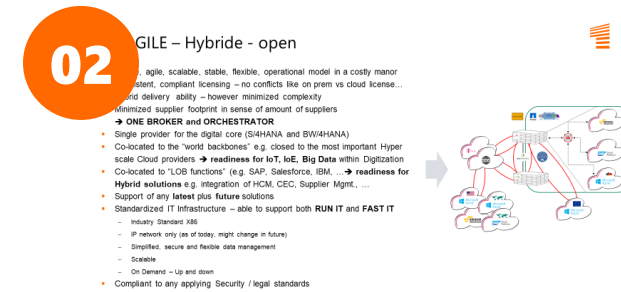 02
GILE – Hybride - open
, agile, scalable, stable, flexible, operational model in a costly manor
istent, compliant licensing – no conflicts like on prem vs cloud license…
rid delivery ability – however minimized complexity
Minimized supplier footprint in sense of amount of suppliers
➔ ONE BROKER and ORCHESTRATOR
Single provider for the digital core (S/4HANA and BW/4HANA)
Co-located to the “world backbones” e.g. closed to the most important Hyper
scale Cloud providers ➔ readiness for IoT, IoE, Big Data within Digitization
Co-located to “LOB functions” (e.g. SAP, Salesforce, IBM, …➔ readiness for
Hybrid solutions e.g. integration of HCM, CEC, Supplier Mgmt., …
Support of any latest plus future solutions
Standardized IT Infrastructure – able to support both RUN IT and FAST IT
– Industry Standard X86
– IP network only (as of today, might change in future)
– Simplified, secure and flexible data management
– Scalable
– On Demand – Up and down
Compliant to any applying Security / legal standards